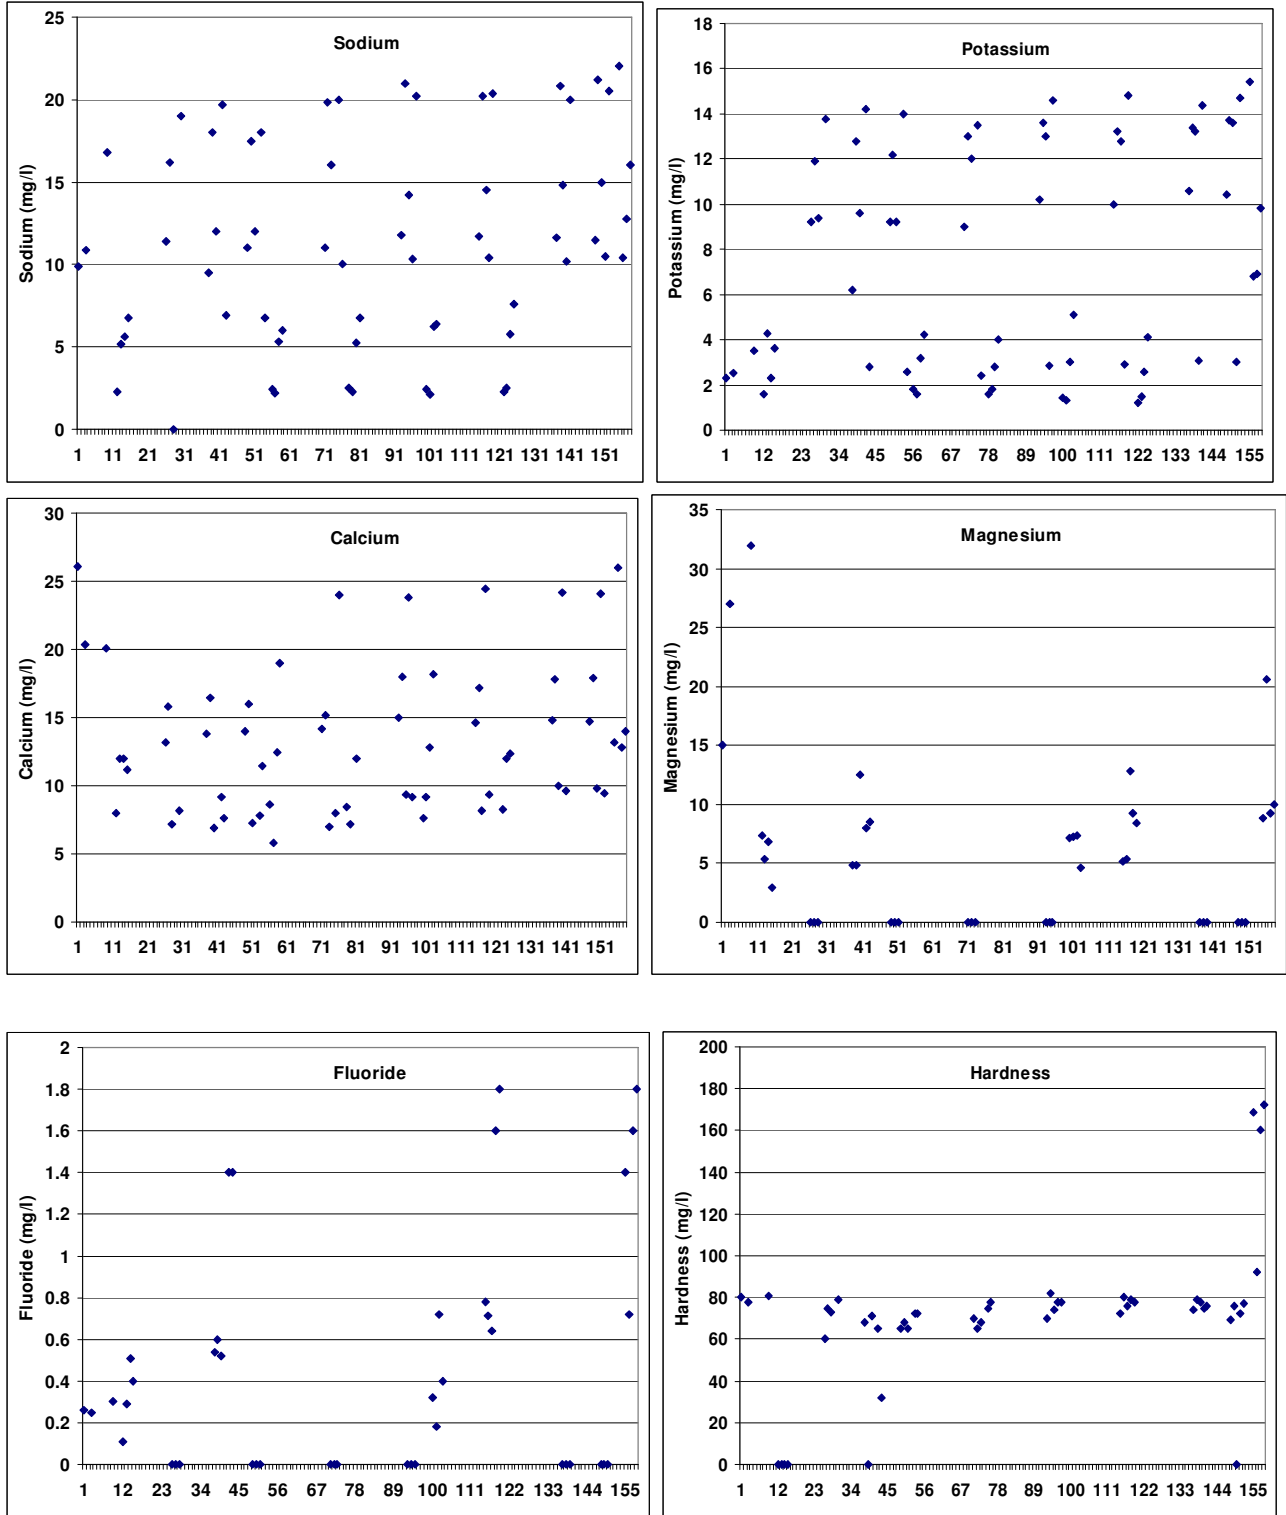 Sodium
Sodium (mg/l)
25
20
15
10
5
0
1 11 21 31 41 51 61 71 81 91 101 111 121 131 141 151
Potassium
Potassium (mg/l)
18
16
14
12
10
8
6
4
2
0
1 12 23 34 45 56 67 78 89 100 111 122 133 144 155
Calcium
Calcium (mg/l)
30
25
20
15
10
5
0
1 11 21 31 41 51 61 71 81 91 101 111 121 131 141 151
Magnesium
Magnesium (mg/l)
35
30
25
20
15
10
5
0
1 11 21 31 41 51 61 71 81 91 101 111 121 131 141 151
Fluoride
Fluoride (mg/l)
2
1.8
1.6
1.4
1.2
1
0.8
0.6
0.4
0.2
0
1 12 23 34 45 56 67 78 89 100 111 122 133 144 155
Hardness
Hardness (mg/l)
200
180
160
140
120
100
80
60
40
20
0
1 12 23 34 45 56 67 78 89 100 111 122 133 144 155